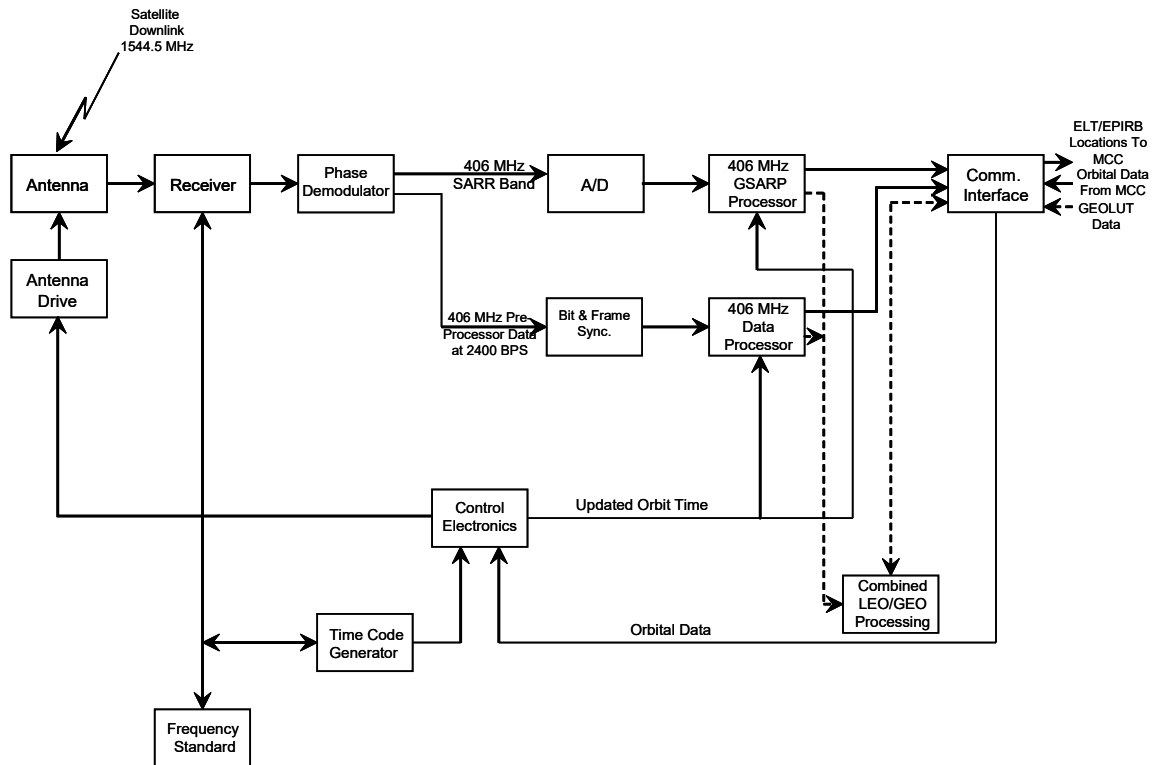 Satellite
Downlink
1544.5 MHz
Antenna
Receiver
Phase
Demodulator
406 MHz
SARR Band
A/D
406 MHz
GSARP
Processor
Comm.
Interface
ELT/EPIRB
Locations To
MCC
Orbital Data
From MCC
GEOLUT
Data
Antenna
Drive
406 MHz Pre-
Processor Data
at 2400 BPS
Bit & Frame
Sync.
406 MHz
Data
Processor
Control
Electronics
Updated Orbit Time
Combined
LEO/GEO
Processing
Time Code
Generator
Orbital Data
Frequency
Standard